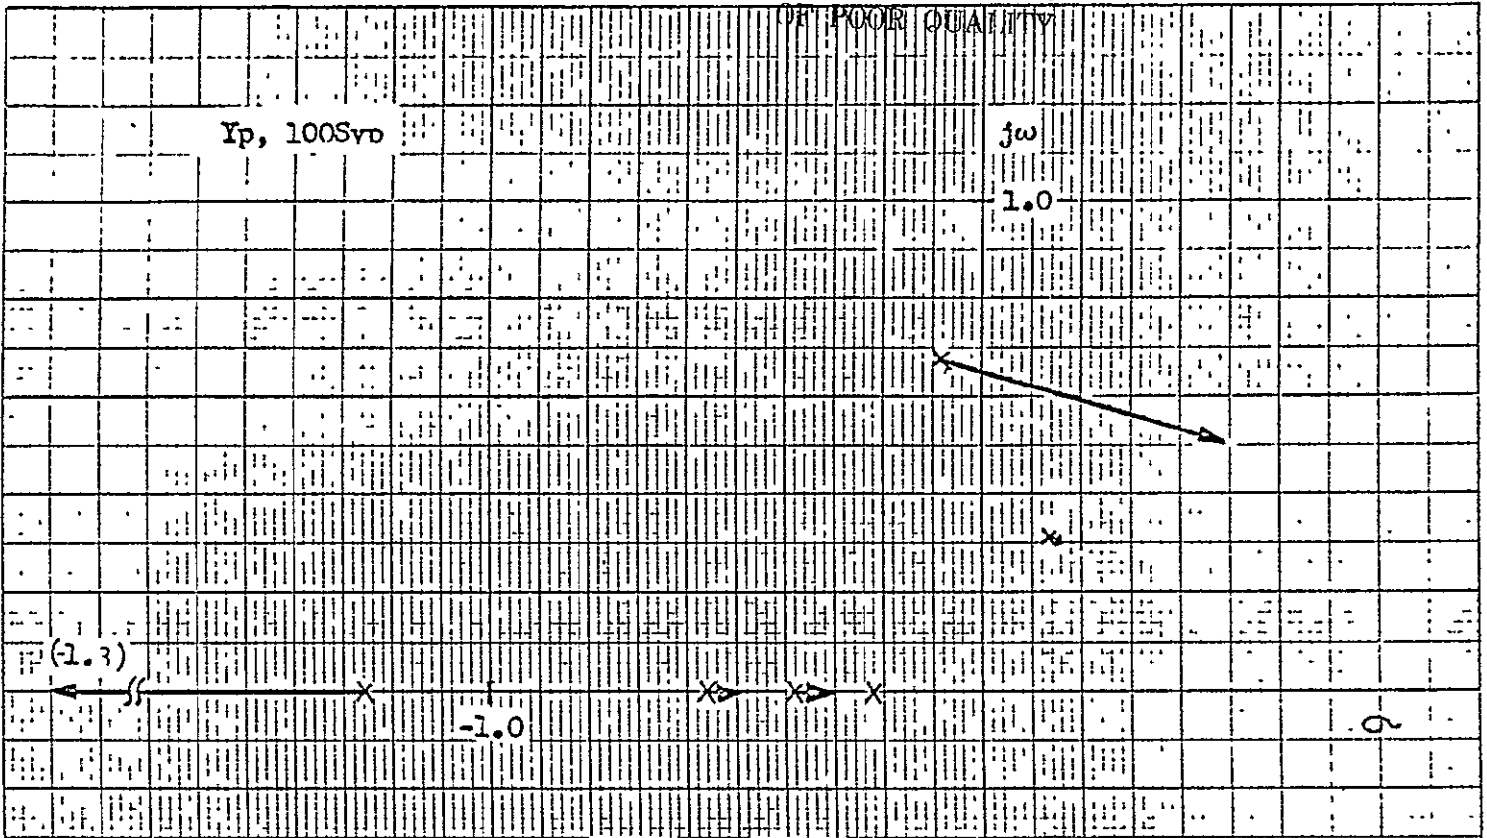 OF POOR QUALITY
Yp, 100Svp
jω
1.0
(-1.3)
-1.0
σ